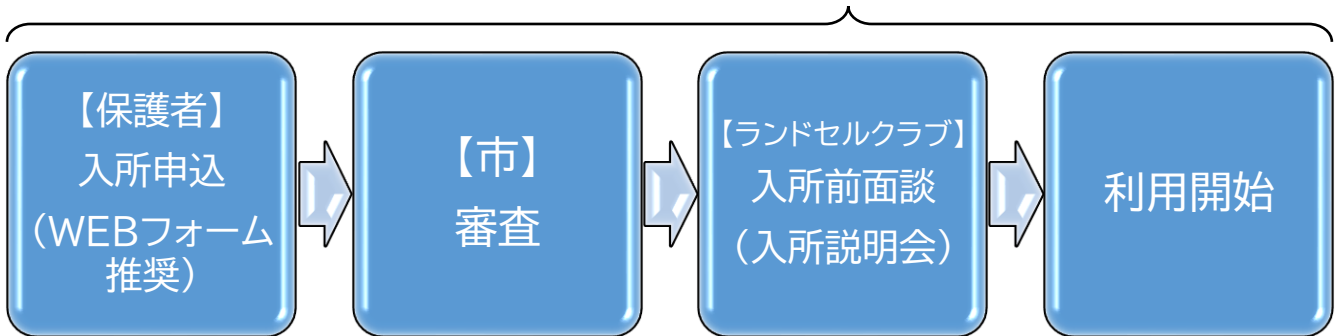 【保護者】
入所申込
（WEBフォーム
推奨）
【市】
審査
【ランドセルクラブ】
入所前面談
（入所説明会）
利用開始